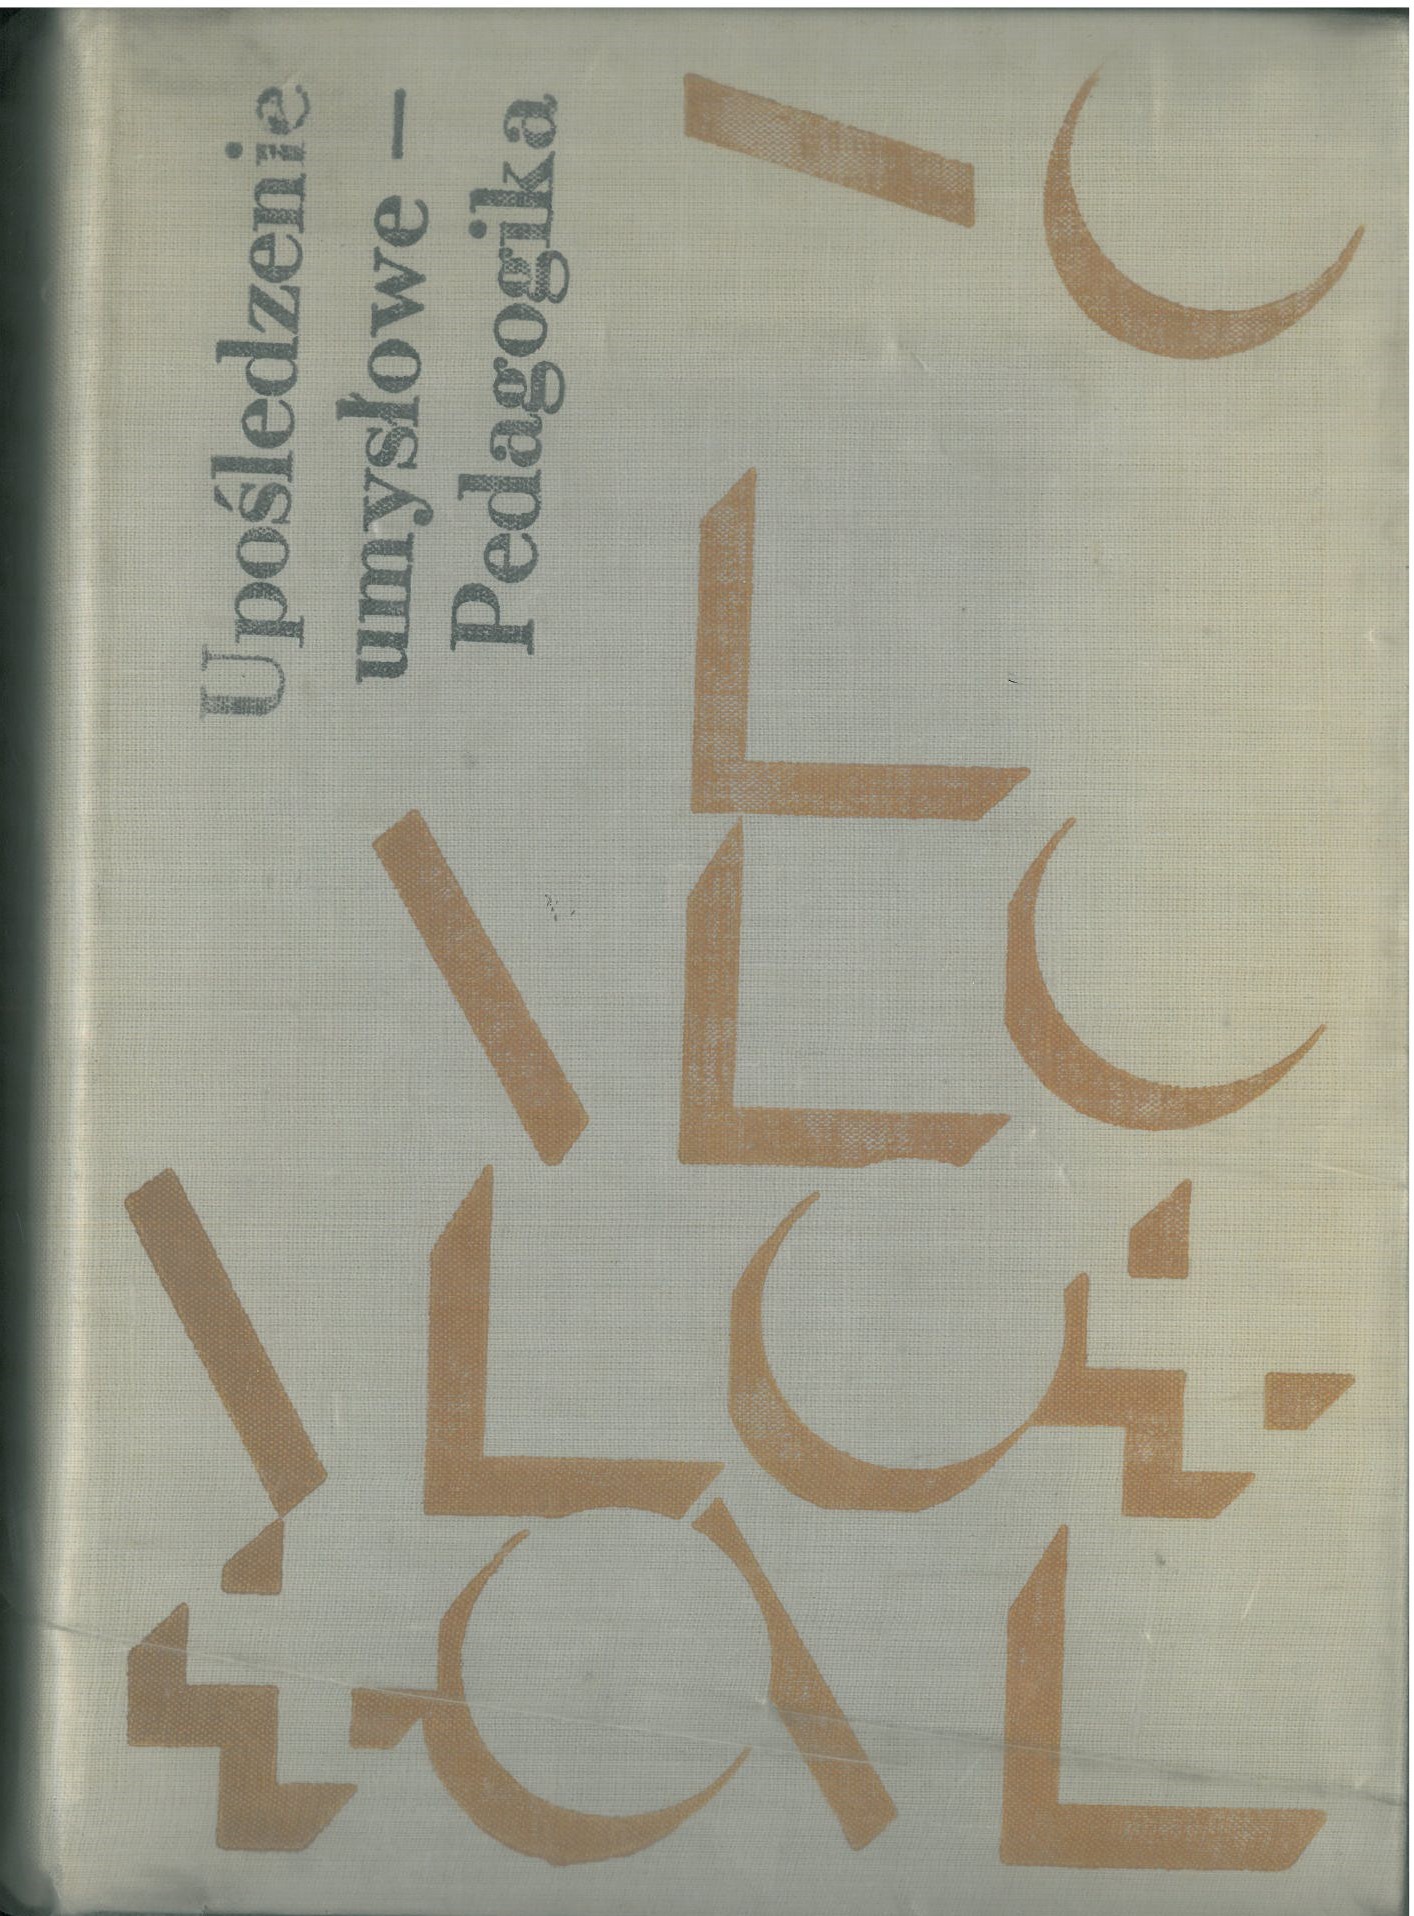 Upośledzenie
umysłowe —
Pedagogika